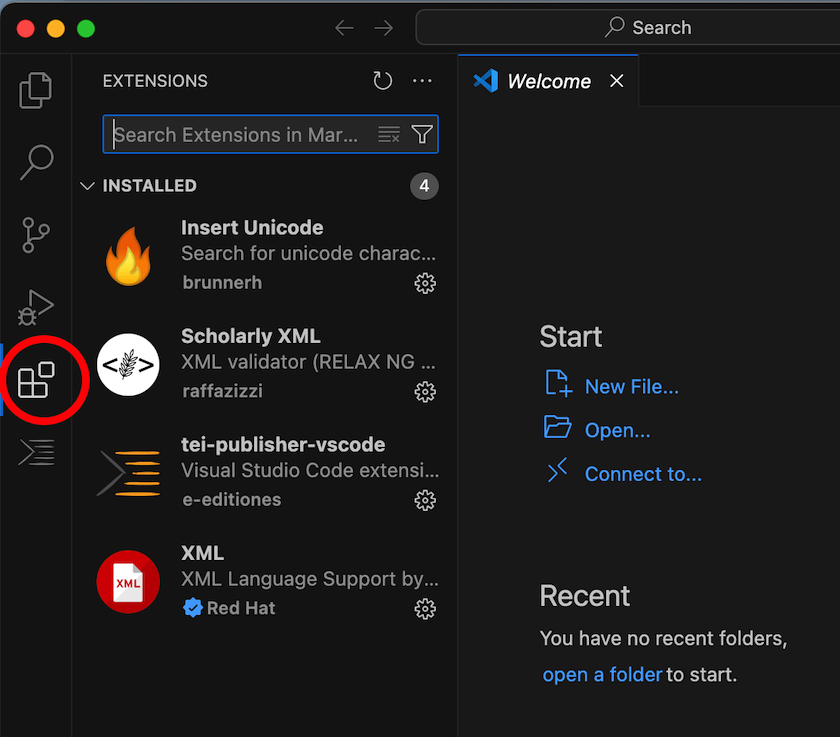 Search
EXTENSIONS
Welcome
Search Extensions in Mar...
INSTALLED
4
Insert Unicode
Search for unicode charac...
brunnerh
Scholarly XML
XML validator (RELAX NG ...
raffazizzi
tei-publisher-vscode
Visual Studio Code extensi...
e-editiones
XML
XML
XML Language Support by...
Red Hat
Start
New File...
Open...
Connect to...
Recent
You have no recent folders,
open a folder to start.